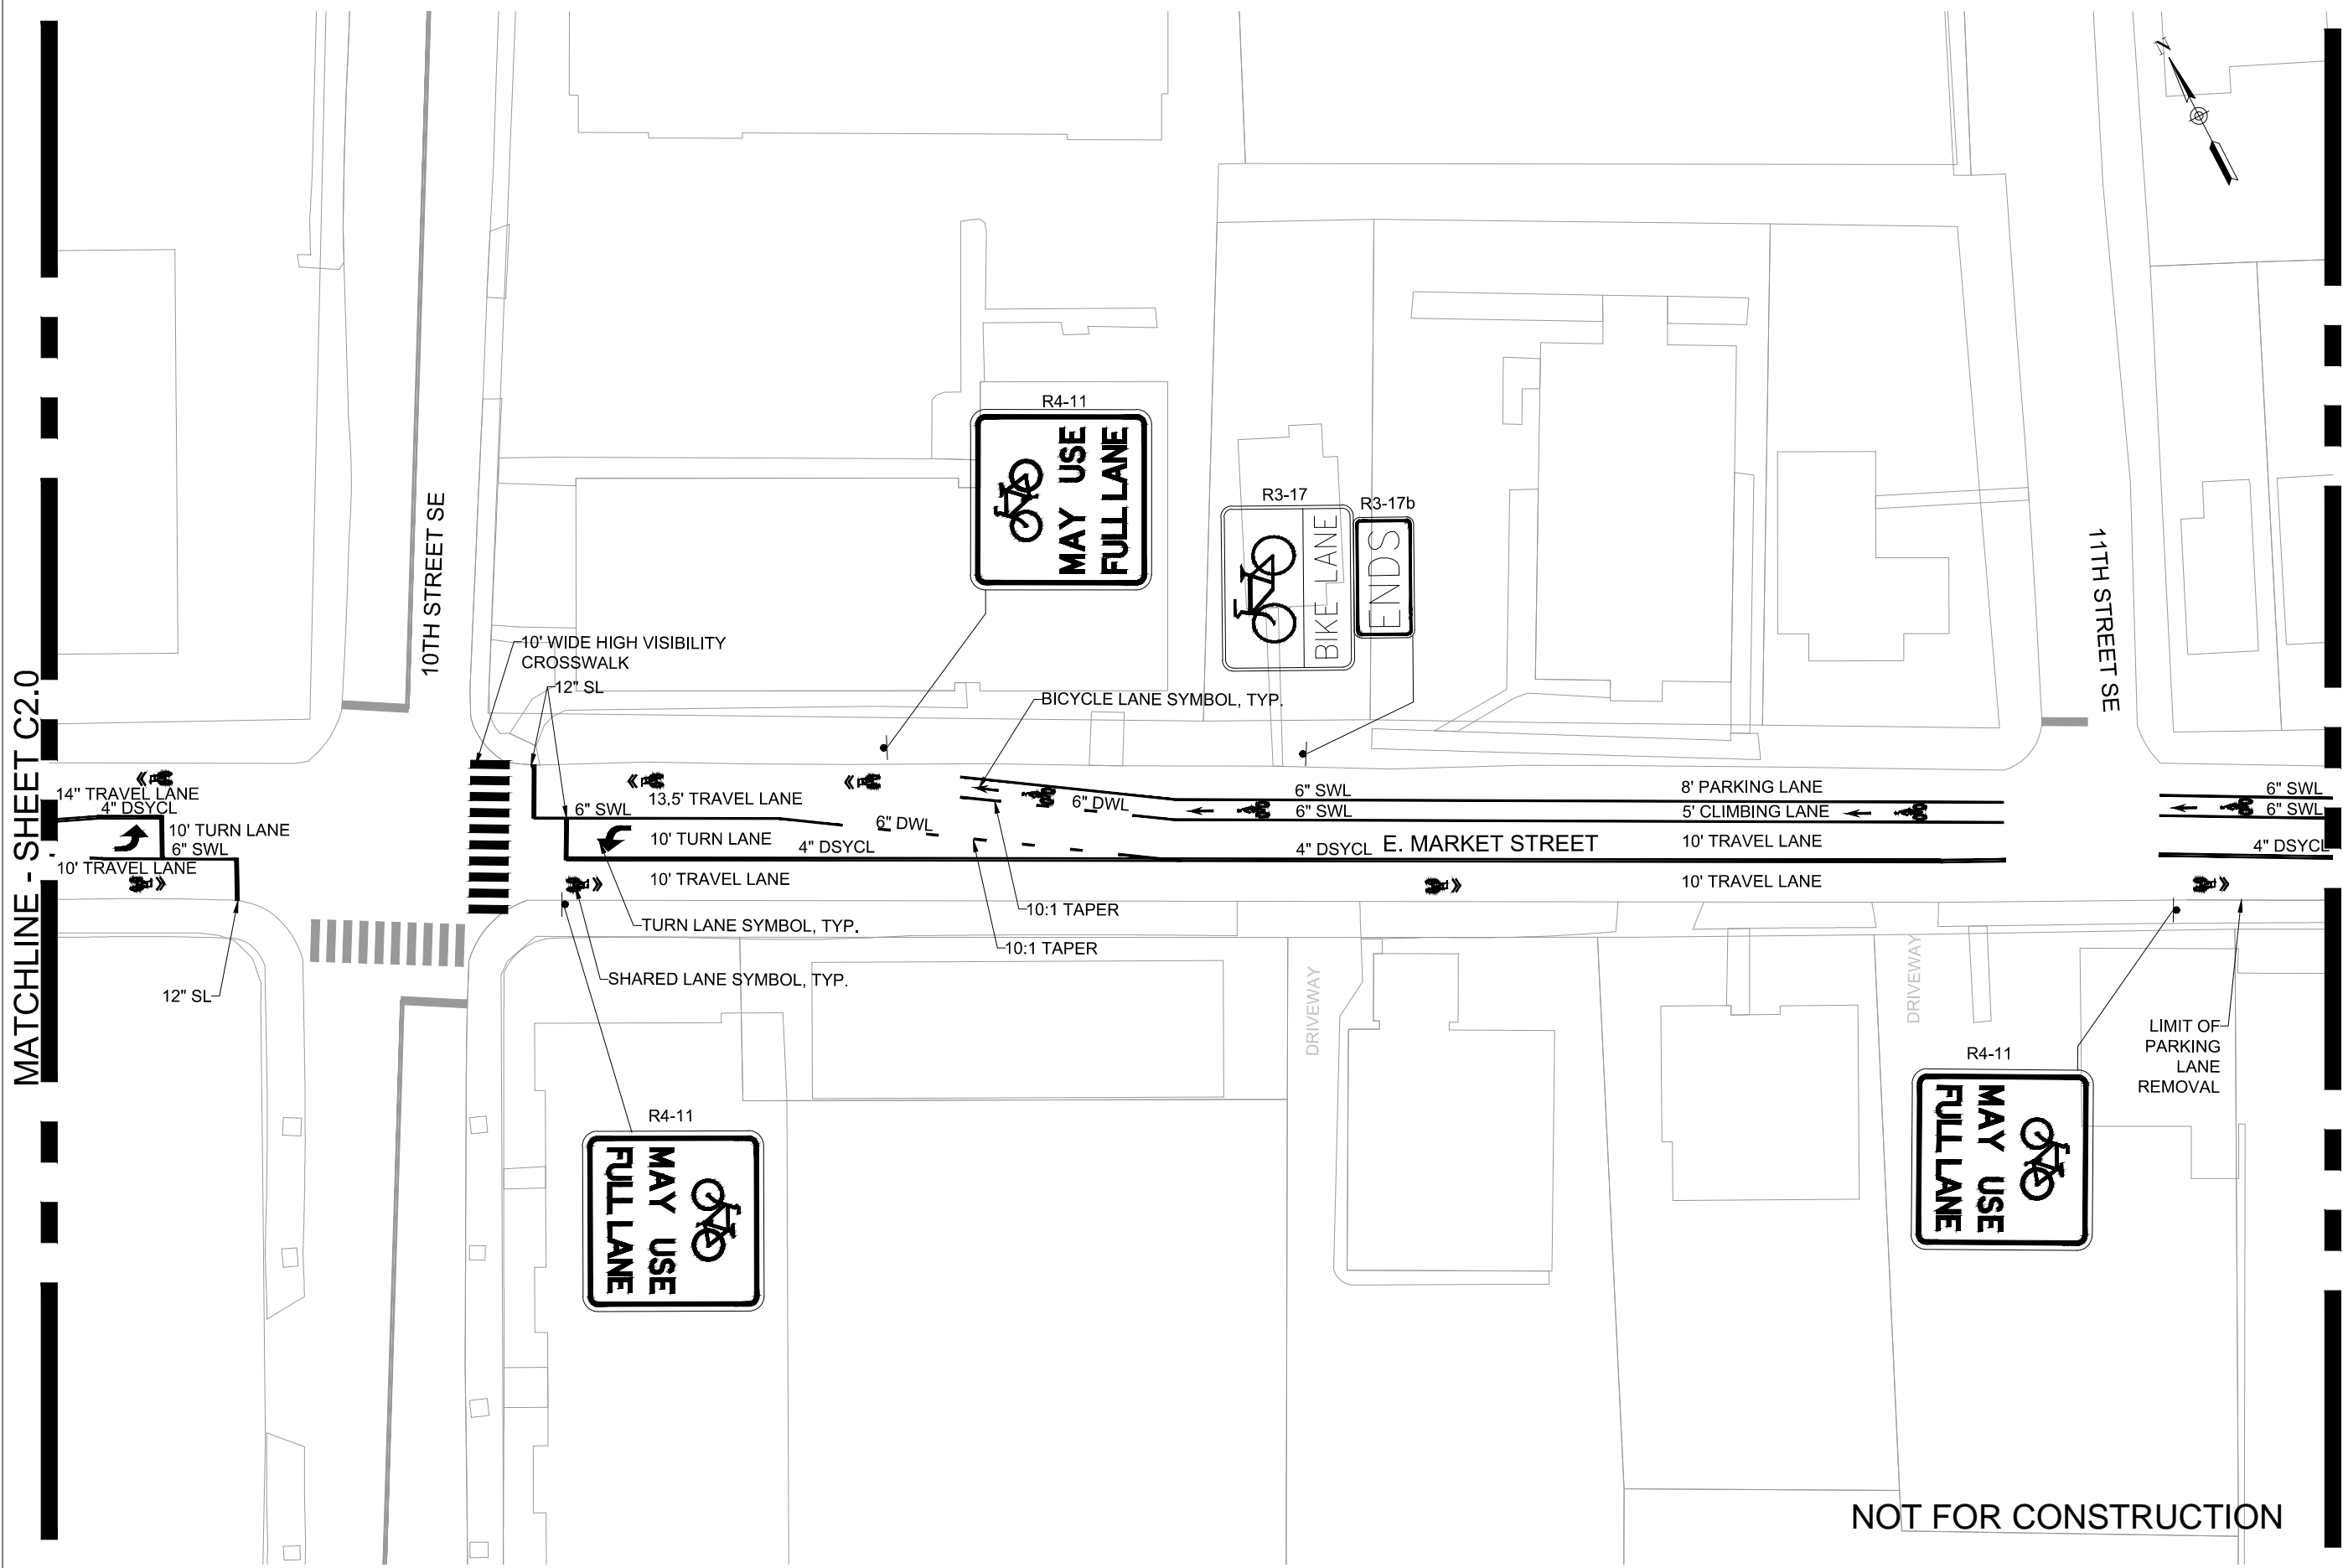 MATCHLINE - SHEET C2.0
10TH STREET SE
11TH STREET SE
N
R4-11
MAY USE
FULL LANE
R3-17
BIKE LANE
R3-17b
ENDS
10' WIDE HIGH VISIBILITY
CROSSWALK
12" SL
BICYCLE LANE SYMBOL, TYP.
14" TRAVEL LANE
4" DSYCL
10' TURN LANE
6" SWL
10' TRAVEL LANE
12" SL
6" SWL
13.5' TRAVEL LANE
10' TURN LANE
6" DWL
4" DSYCL
10' TRAVEL LANE
6" DWL
6" SWL
6" SWL
4" DSYCL
E. MARKET STREET
8' PARKING LANE
5' CLIMBING LANE
10' TRAVEL LANE
10' TRAVEL LANE
6" SWL
6" SWL
4" DSYCL
10:1 TAPER
10:1 TAPER
TURN LANE SYMBOL, TYP.
SHARED LANE SYMBOL, TYP.
DRIVEWAY
DRIVEWAY
LIMIT OF
PARKING
LANE
REMOVAL
R4-11
MAY USE
FULL LANE
R4-11
MAY USE
FULL LANE
NOT FOR CONSTRUCTION